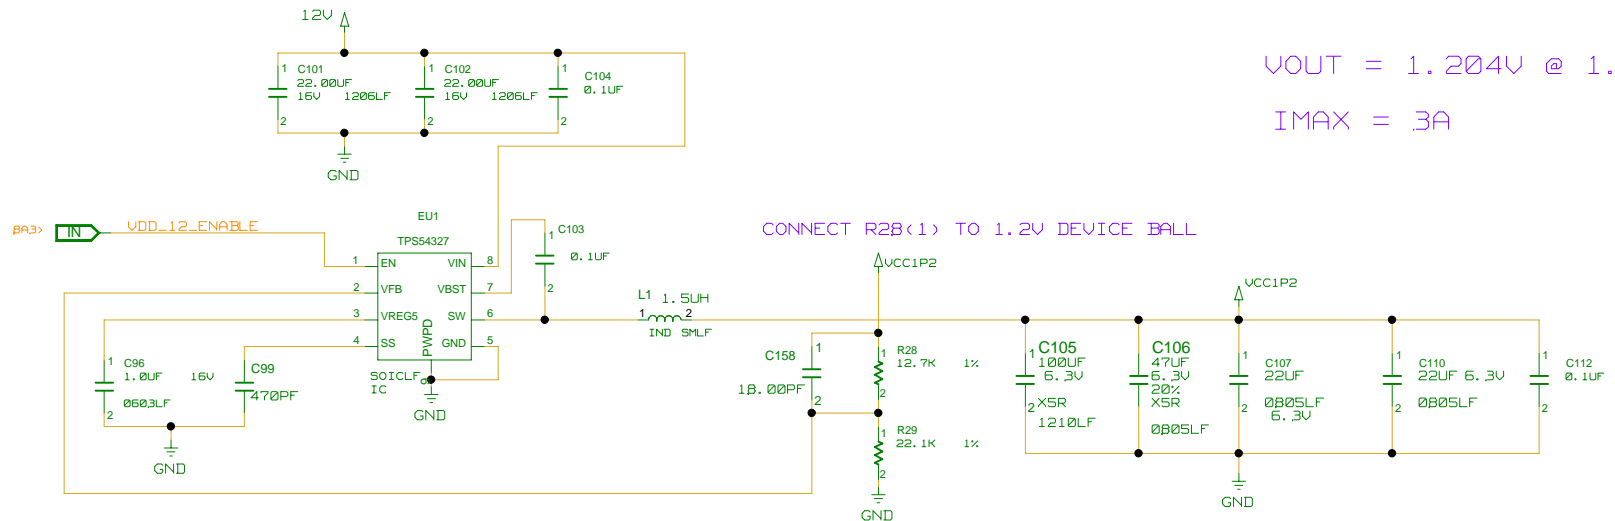 12V
VOUT = 1.204V @ 1.
IMAX = 3A
1 C101
22.00UF
16V 1206LF
2
1 C102
22.00UF
16V 1206LF
2
1 C104
0.1UF
2
GND
VDD_12_ENABLE
IN
EU1
TPS54327
1 EN
2 VFB
3 VREG5
4 SS
VIN 8
VBST 7
SW 6
GND 5
PWPD
SOICLF
IC
9
GND
1 C103
0.1UF
2
CONNECT R28(1) TO 1.2V DEVICE BALL
VCC1P2
VCC1P2
L1 1.5UH
1 2
IND SMLF
1
C96
1.0UF 16V
0603LF
2
1
C99
470PF
2
GND
1
C158
18.00PF
2
1 R28
12.7K 1%
2
1 R29
22.1K 1%
2
GND
1 C105
100UF
6.3V
2 X5R
1210LF
1 C106
47UF
6.3V
20%
2 X5R
0805LF
1 C107
22UF
0805LF
6.3V
2
1 C110
22UF 6.3V
0805LF
2
1 C112
0.1UF
2
GND